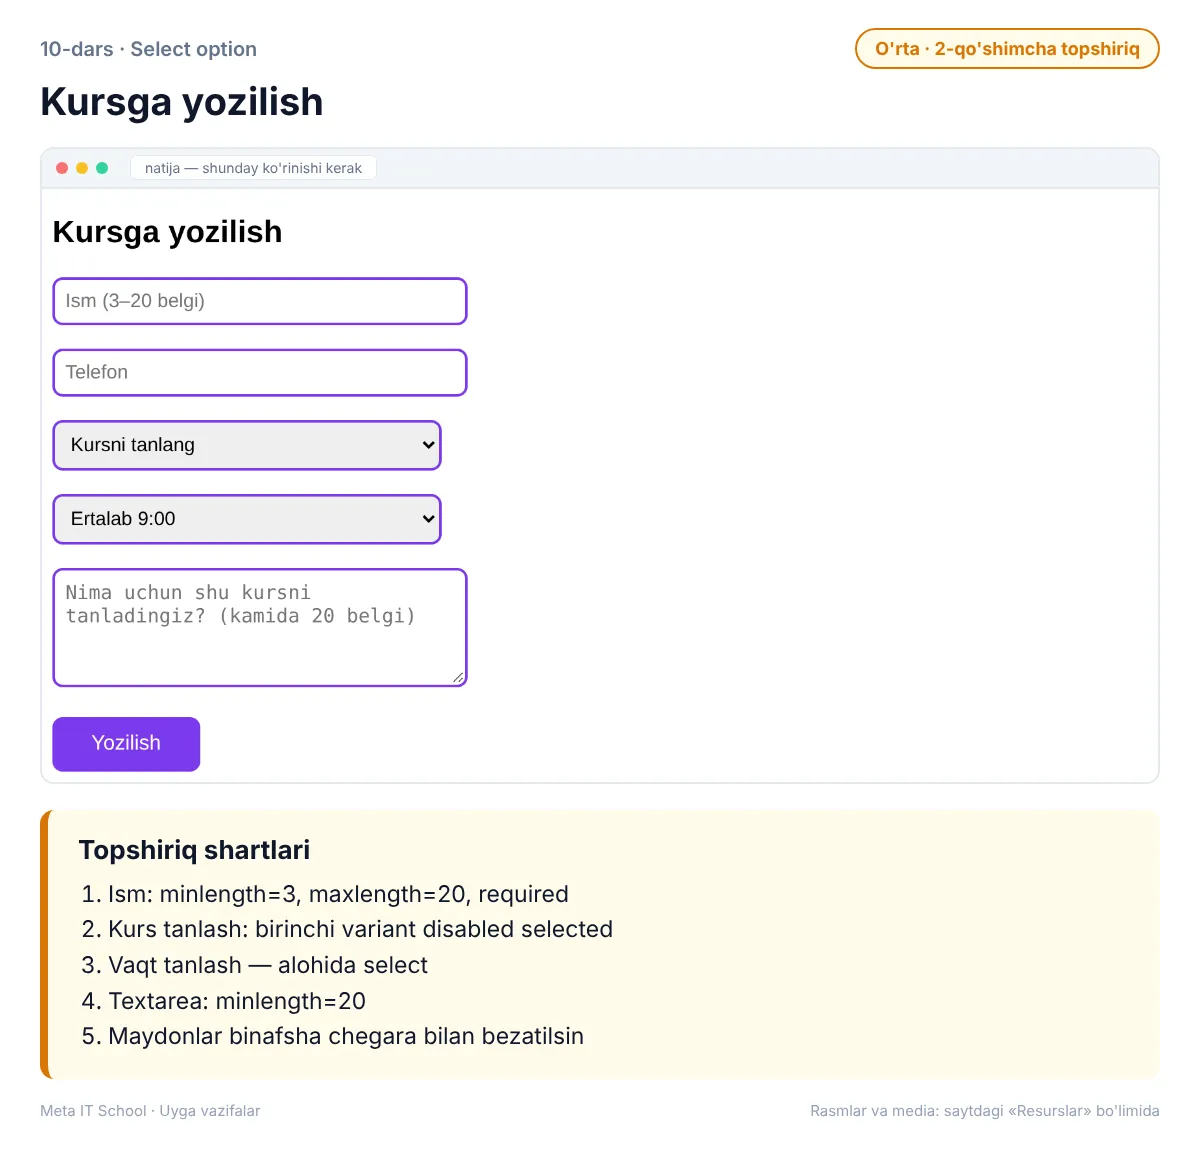 10-dars · Select option
O'rta · 2-qo'shimcha topshiriq
Kursga yozilish
natija — shunday ko'rinishi kerak
Kursga yozilish
Ism (3–20 belgi)
Telefon
Kursni tanlang
Ertalab 9:00
Nima uchun shu kursni
tanladingiz? (kamida 20 belgi)
Yozilish
Topshiriq shartlari
1. Ism: minlength=3, maxlength=20, required
2. Kurs tanlash: birinchi variant disabled selected
3. Vaqt tanlash — alohida select
4. Textarea: minlength=20
5. Maydonlar binafsha chegara bilan bezatilsin
Meta IT School · Uyga vazifalar
Rasmlar va media: saytdagi «Resurslar» bo'limida